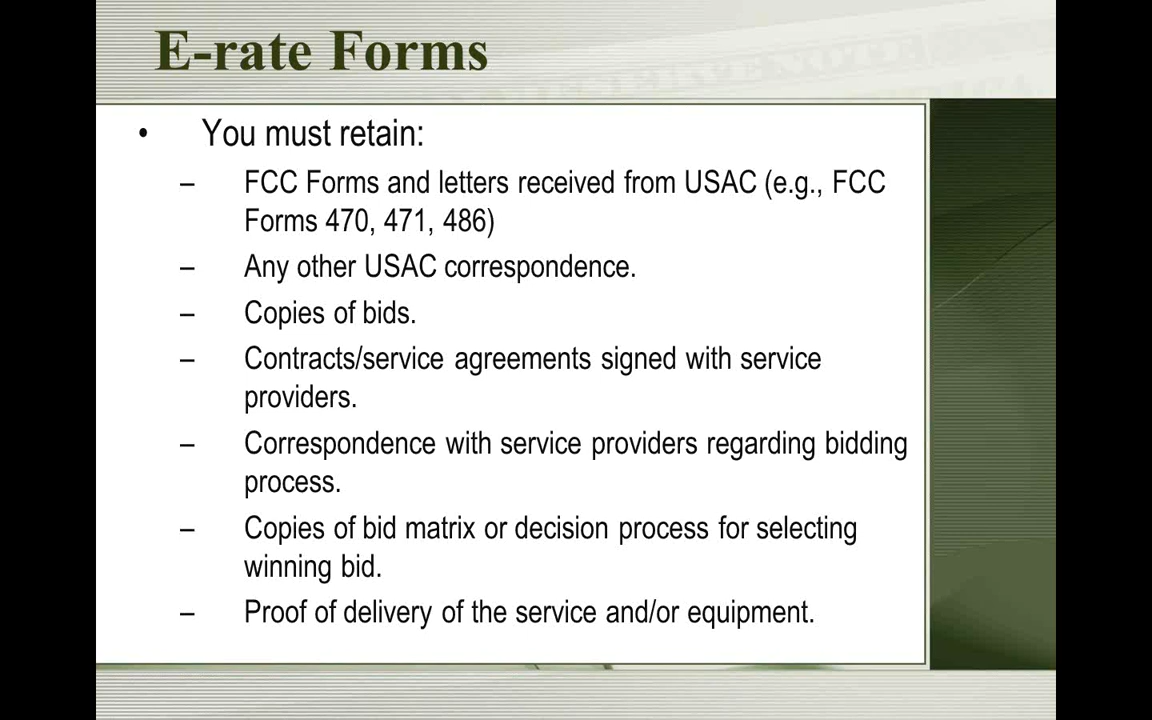 E-rate Forms
• You must retain:
– FCC Forms and letters received from USAC (e.g., FCC
Forms 470, 471, 486)
– Any other USAC correspondence.
– Copies of bids.
– Contracts/service agreements signed with service
providers.
– Correspondence with service providers regarding bidding
process.
– Copies of bid matrix or decision process for selecting
winning bid.
– Proof of delivery of the service and/or equipment.